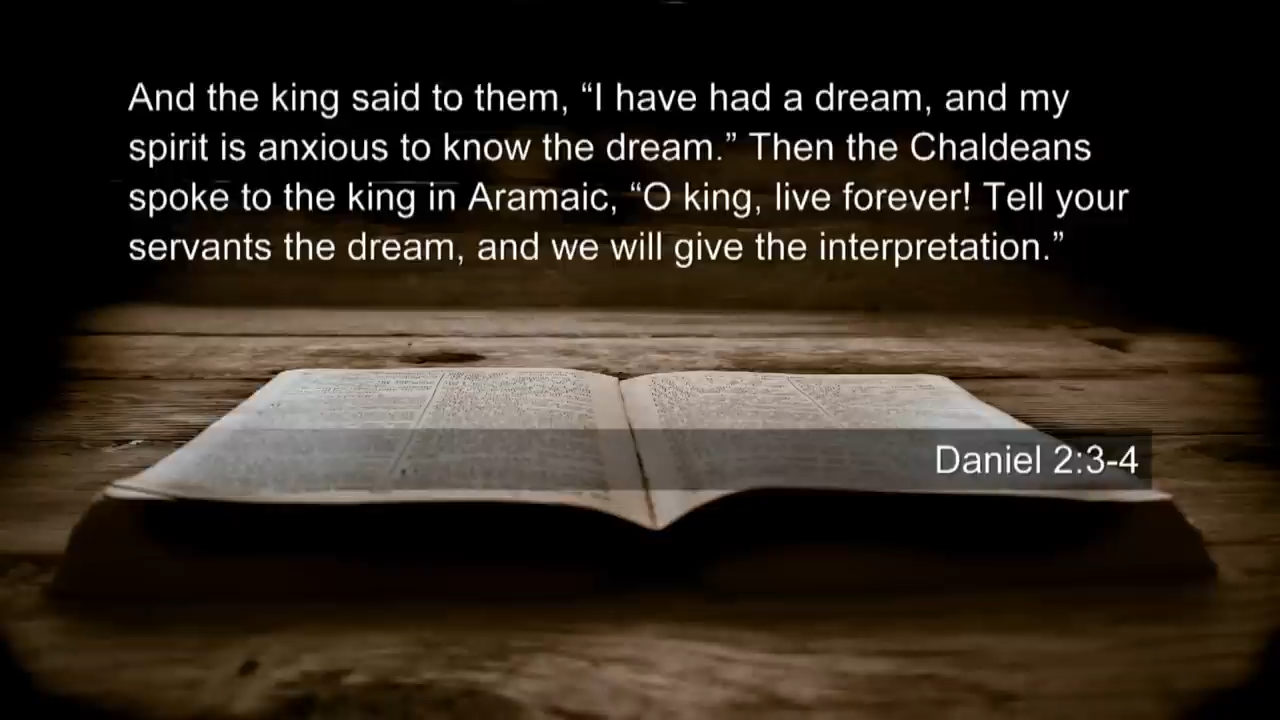 And the king said to them, “I have had a dream, and my
spirit is anxious to know the dream.” Then the Chaldeans
spoke to the king in Aramaic, “O king, live forever! Tell your
servants the dream, and we will give the interpretation.”
Daniel 2:3-4